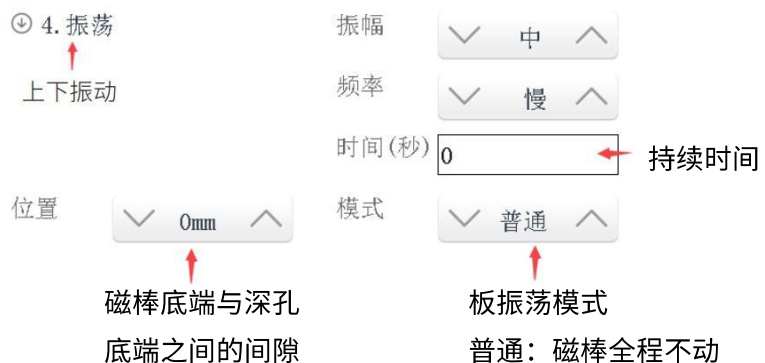 4.振荡
振幅
中
上下振动
频率
慢
时间(秒)
0
持续时间
位置
0mm
模式
普通
磁棒底端与深孔
底端之间的间隙
板振荡模式
普通：磁棒全程不动